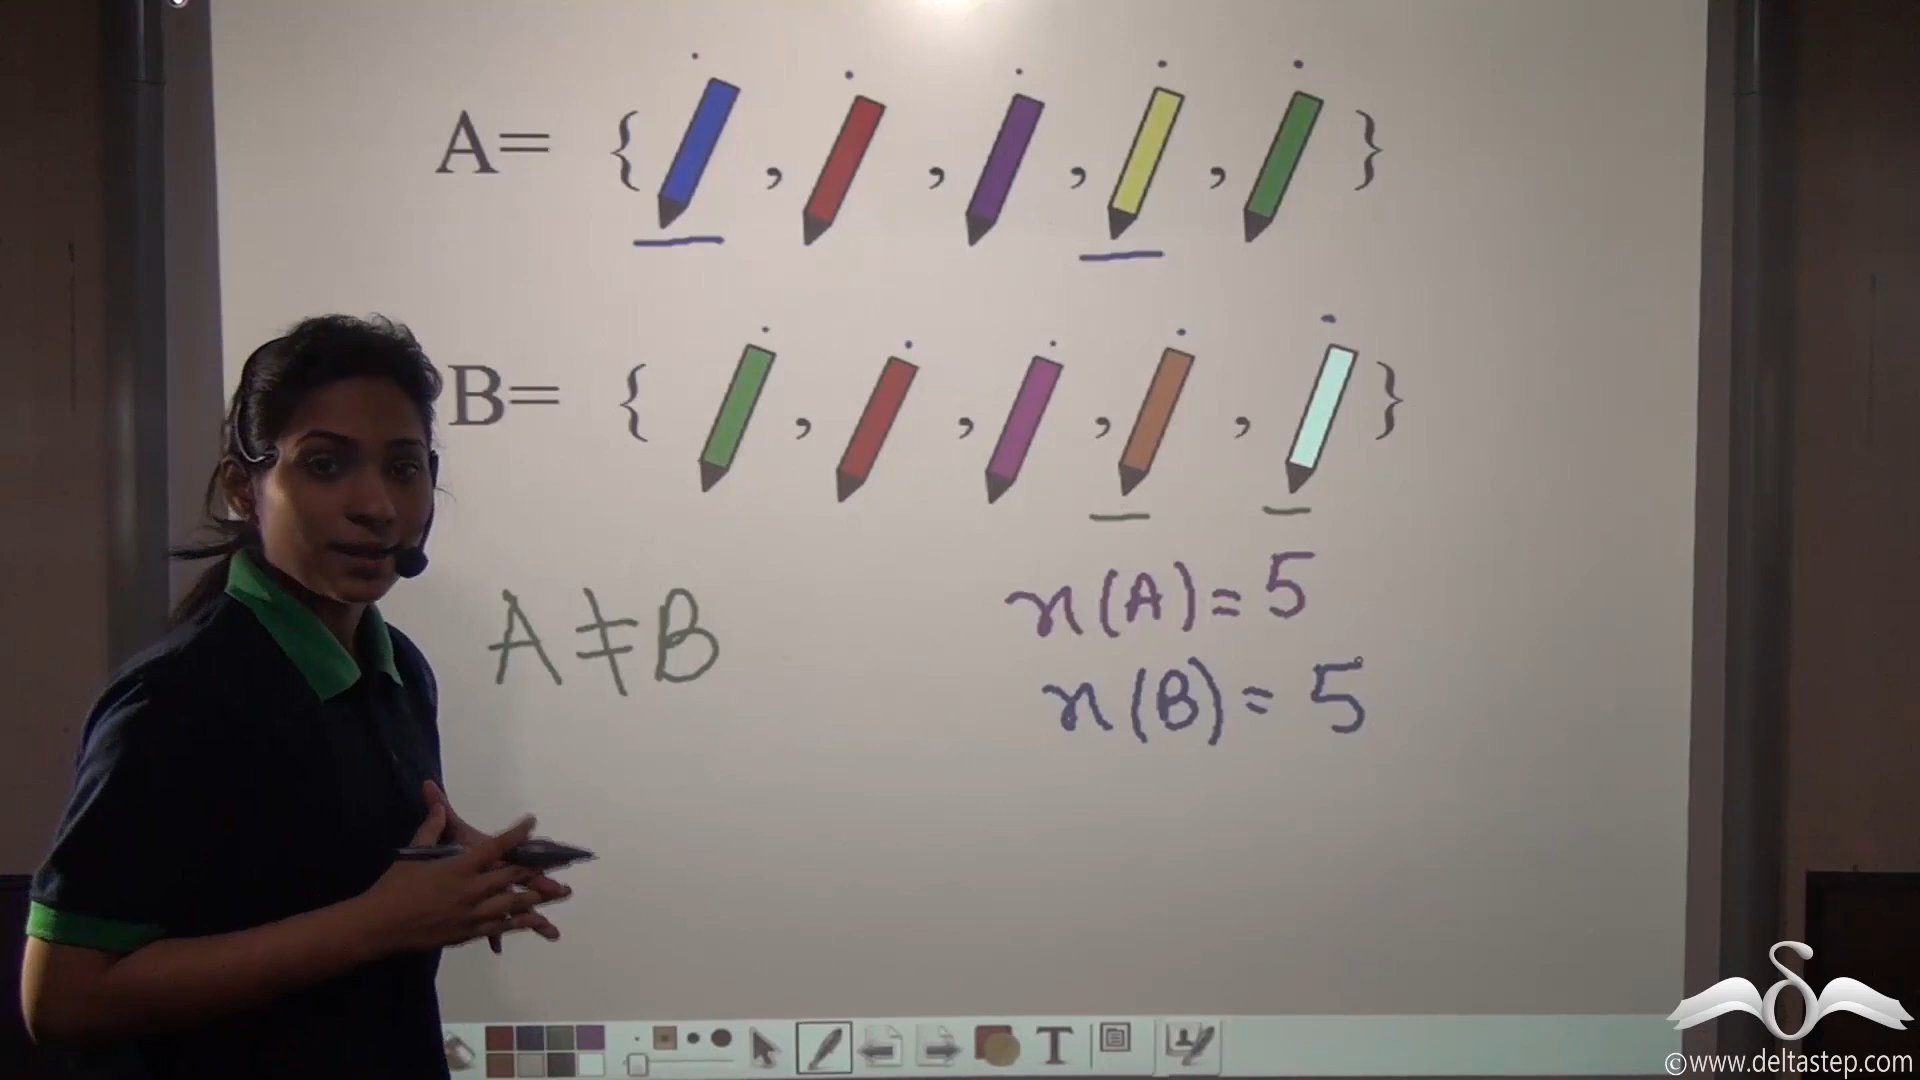 A= { , , , , }
B= { , , , , }
A ≠ B
n(A) = 5
n(B) = 5
T
©www.deltastep.com